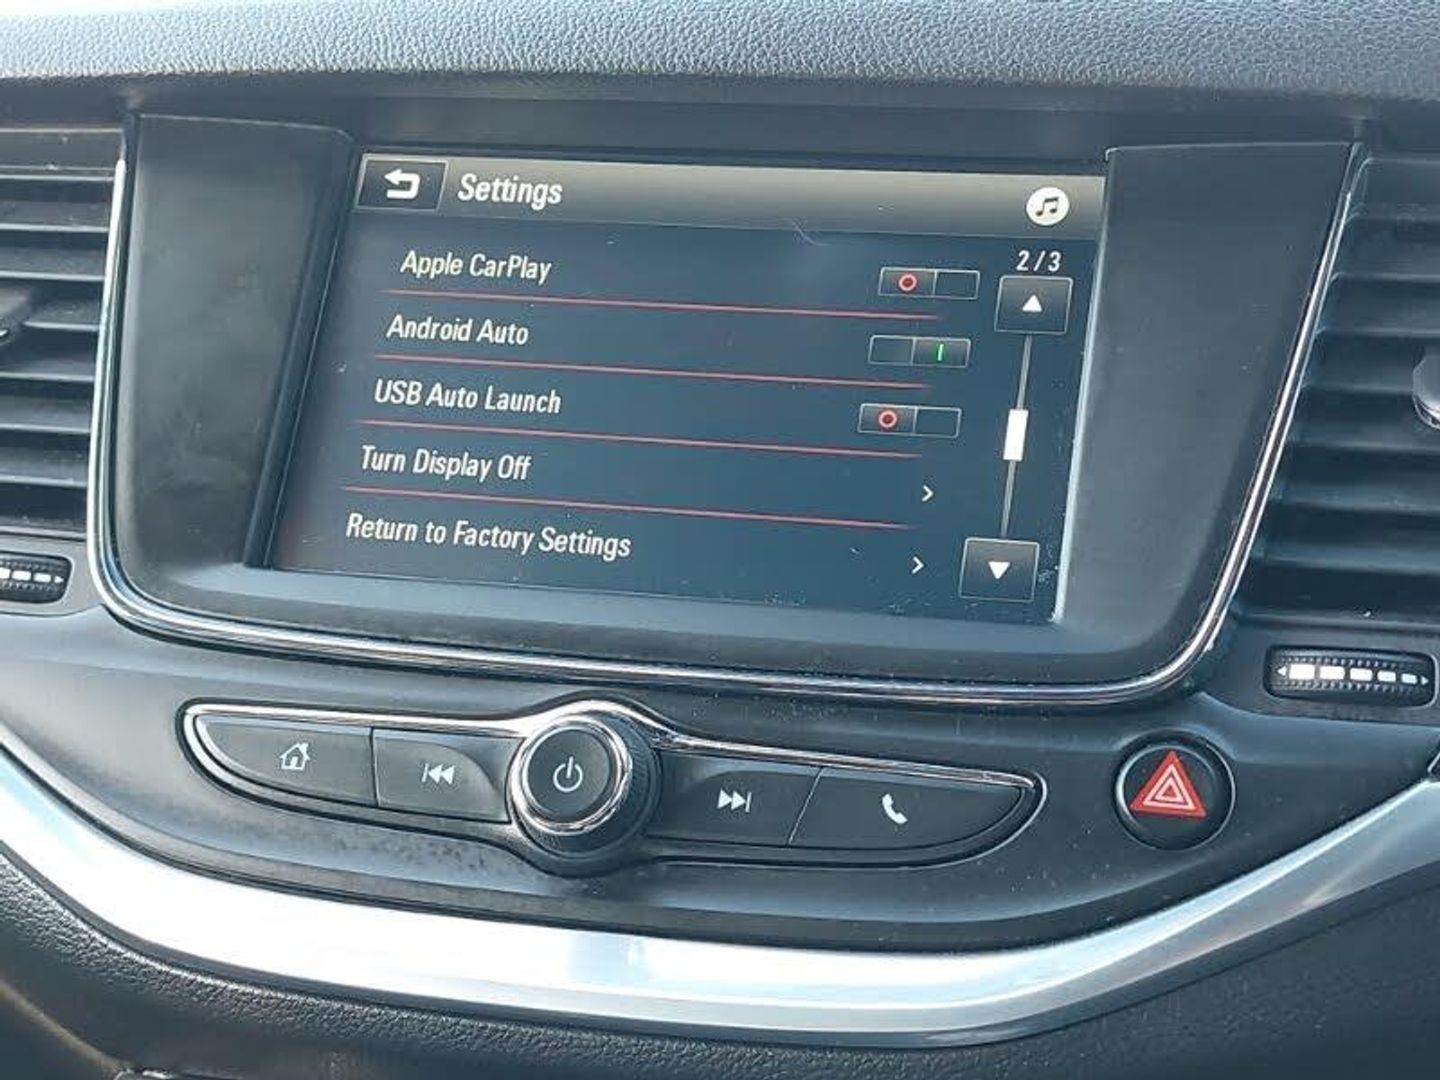 Settings
2/3
Apple CarPlay
Android Auto
USB Auto Launch
Turn Display Off
Return to Factory Settings